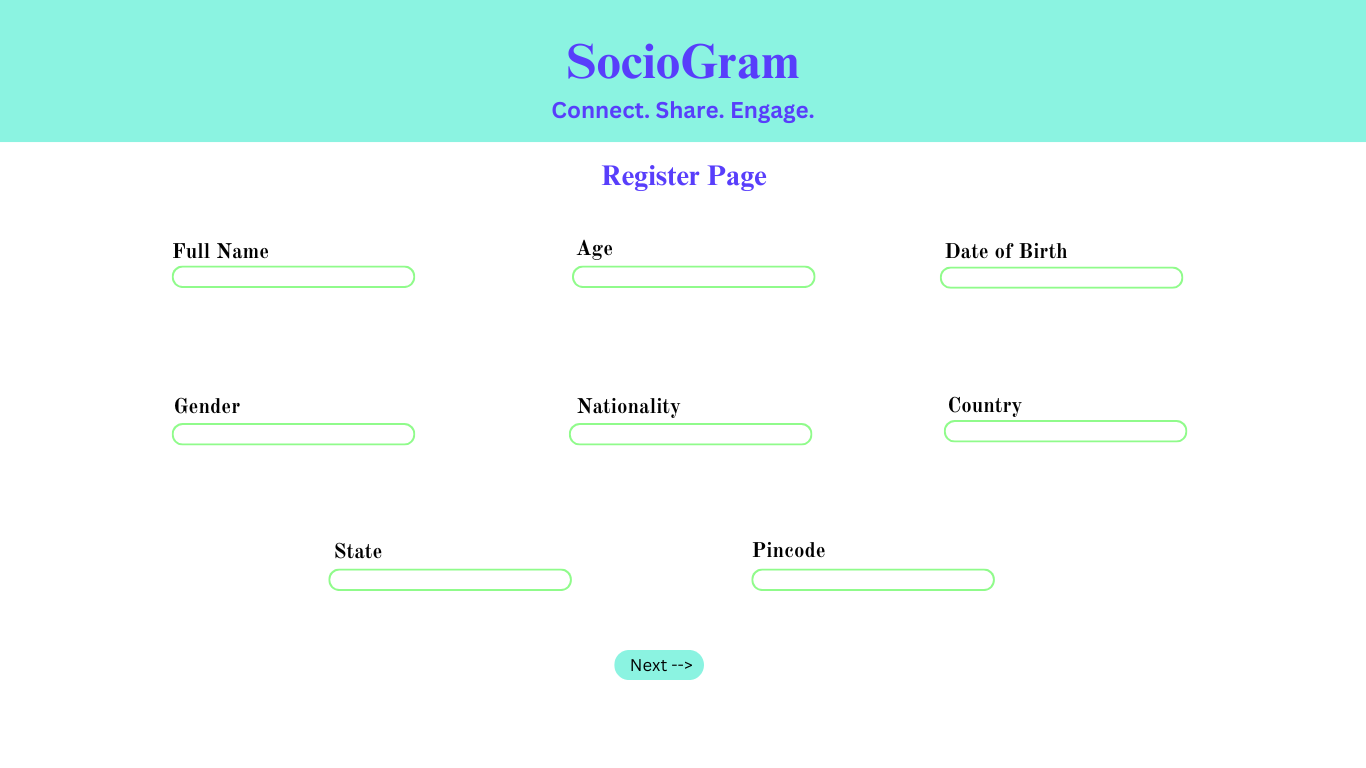 SocioGram
Connect. Share. Engage.
Register Page
Full Name
Age
Date of Birth
Gender
Nationality
Country
State
Pincode
Next -->